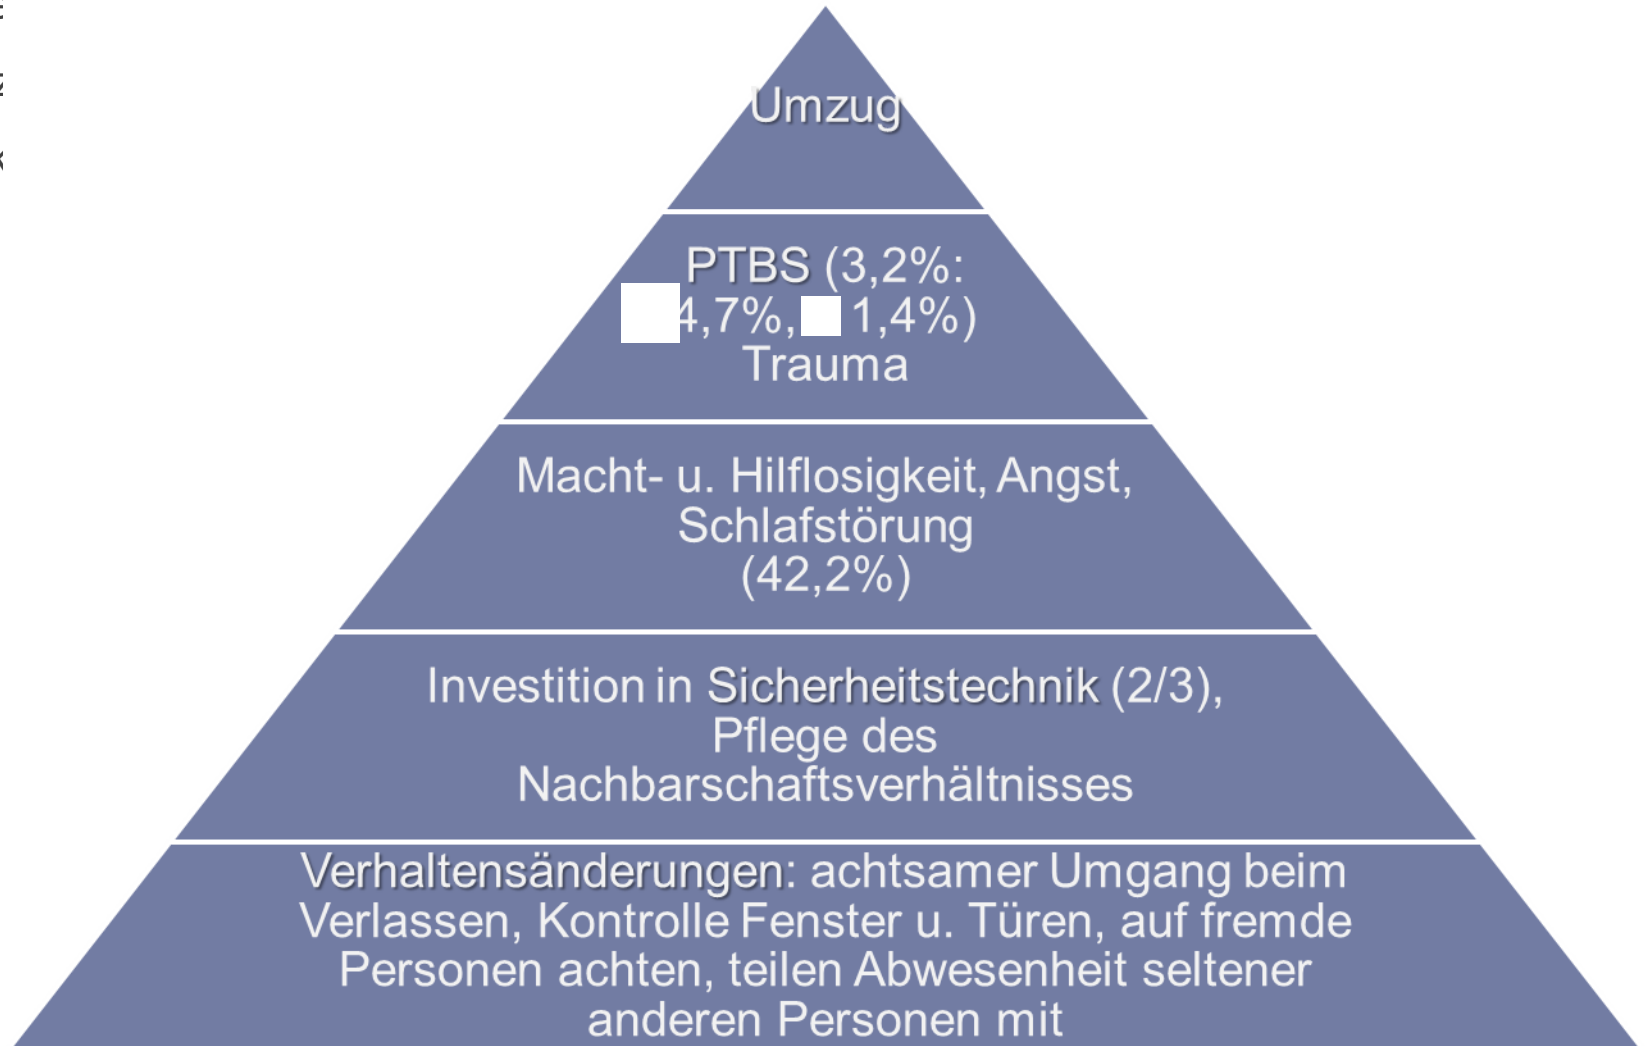 Umzug
PTBS (3,2%:
4,7%, 1,4%)
Trauma
Macht- u. Hilflosigkeit, Angst,
Schlafstörung
(42,2%)
Investition in Sicherheitstechnik (2/3),
Pflege des
Nachbarschaftsverhältnisses
Verhaltensänderungen: achtsamer Umgang beim
Verlassen, Kontrolle Fenster u. Türen, auf fremde
Personen achten, teilen Abwesenheit seltener
anderen Personen mit